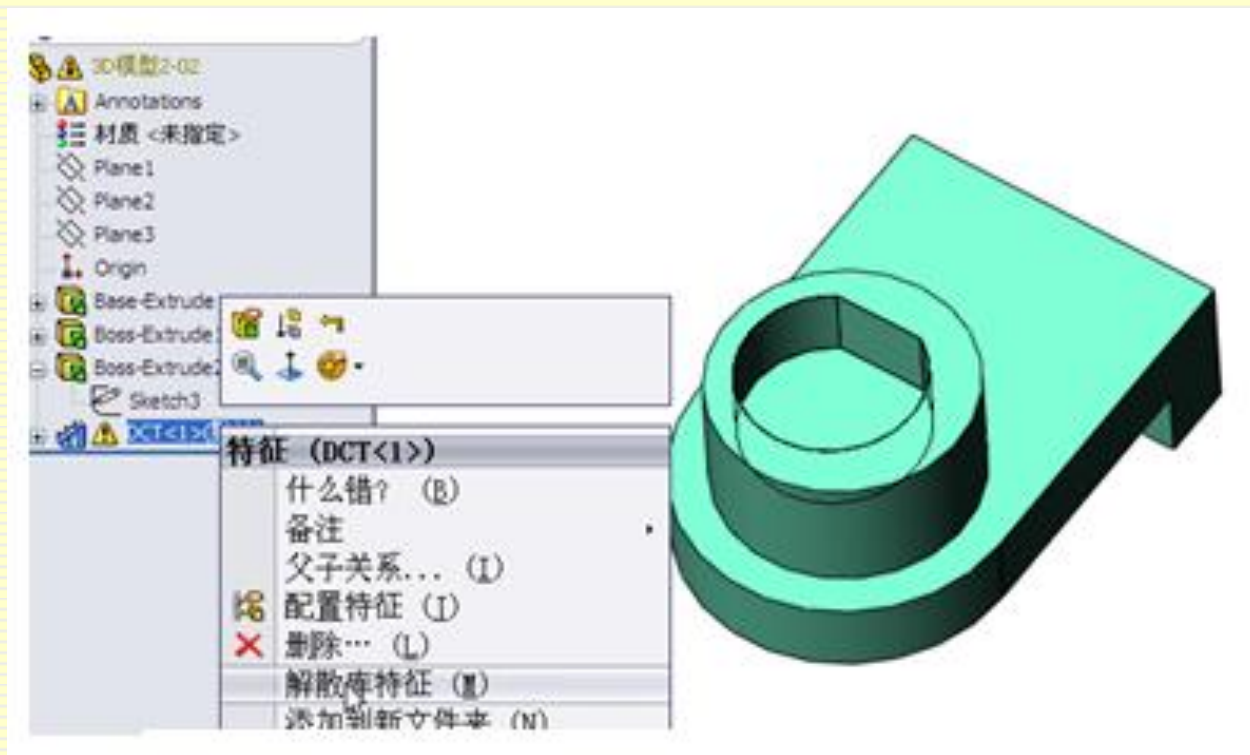 3D模型2-02
Annotations
材质 <未指定>
Plane1
Plane2
Plane3
Origin
Base-Extrude
Boss-Extrude
Boss-Extrude2
Sketch3
DCT<1>(
特征 (DCT<1>)
什么错? (B)
备注
父子关系... (I)
配置特征 (J)
删除… (L)
解散库特征 (M)
添加到新文件夹 (N)